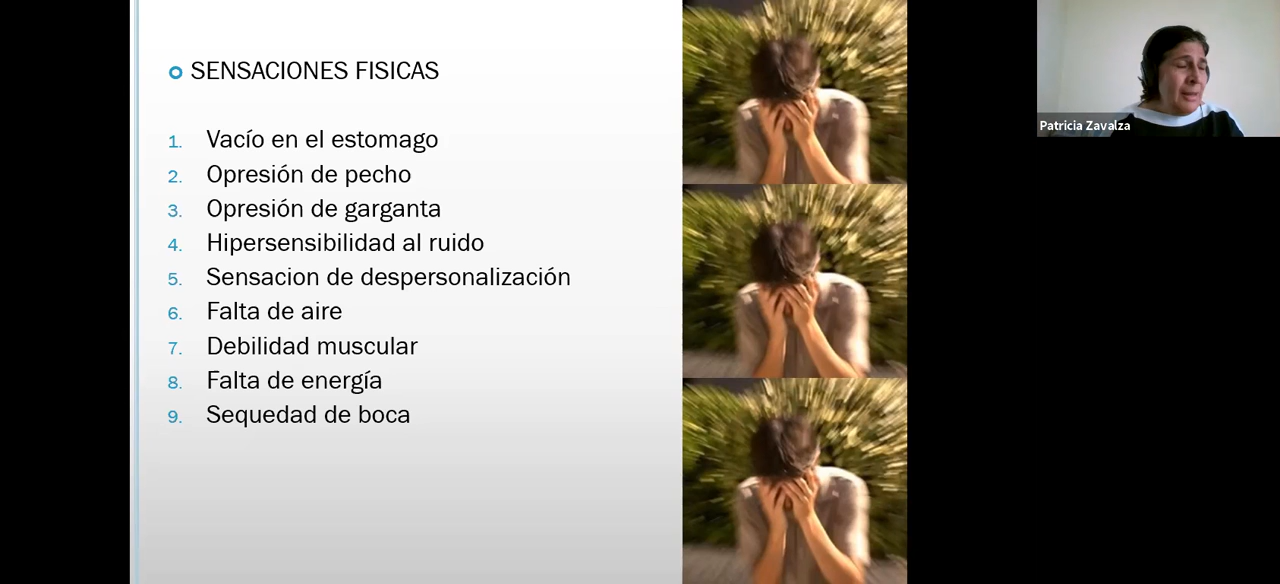 SENSACIONES FISICAS
1. Vacío en el estomago
2. Opresión de pecho
3. Opresión de garganta
4. Hipersensibilidad al ruido
5. Sensacion de despersonalización
6. Falta de aire
7. Debilidad muscular
8. Falta de energía
9. Sequedad de boca
Patricia Zavalza